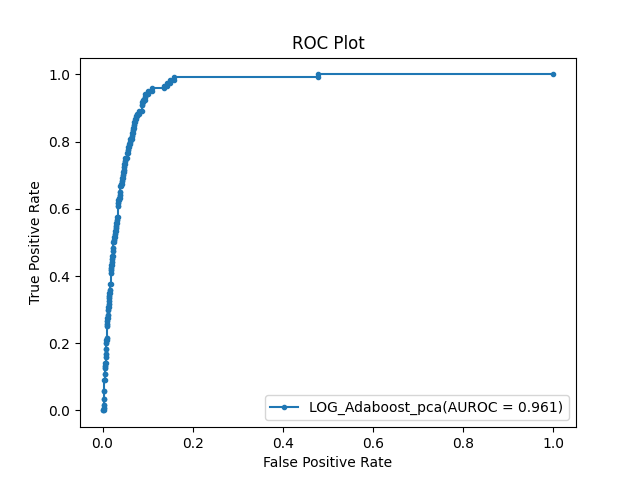 ROC Plot
1.0
0.8
0.6
0.4
0.2
0.0
True Positive Rate
LOG_Adaboost_pca(AUROC = 0.961)
0.0 0.2 0.4 0.6 0.8 1.0
False Positive Rate